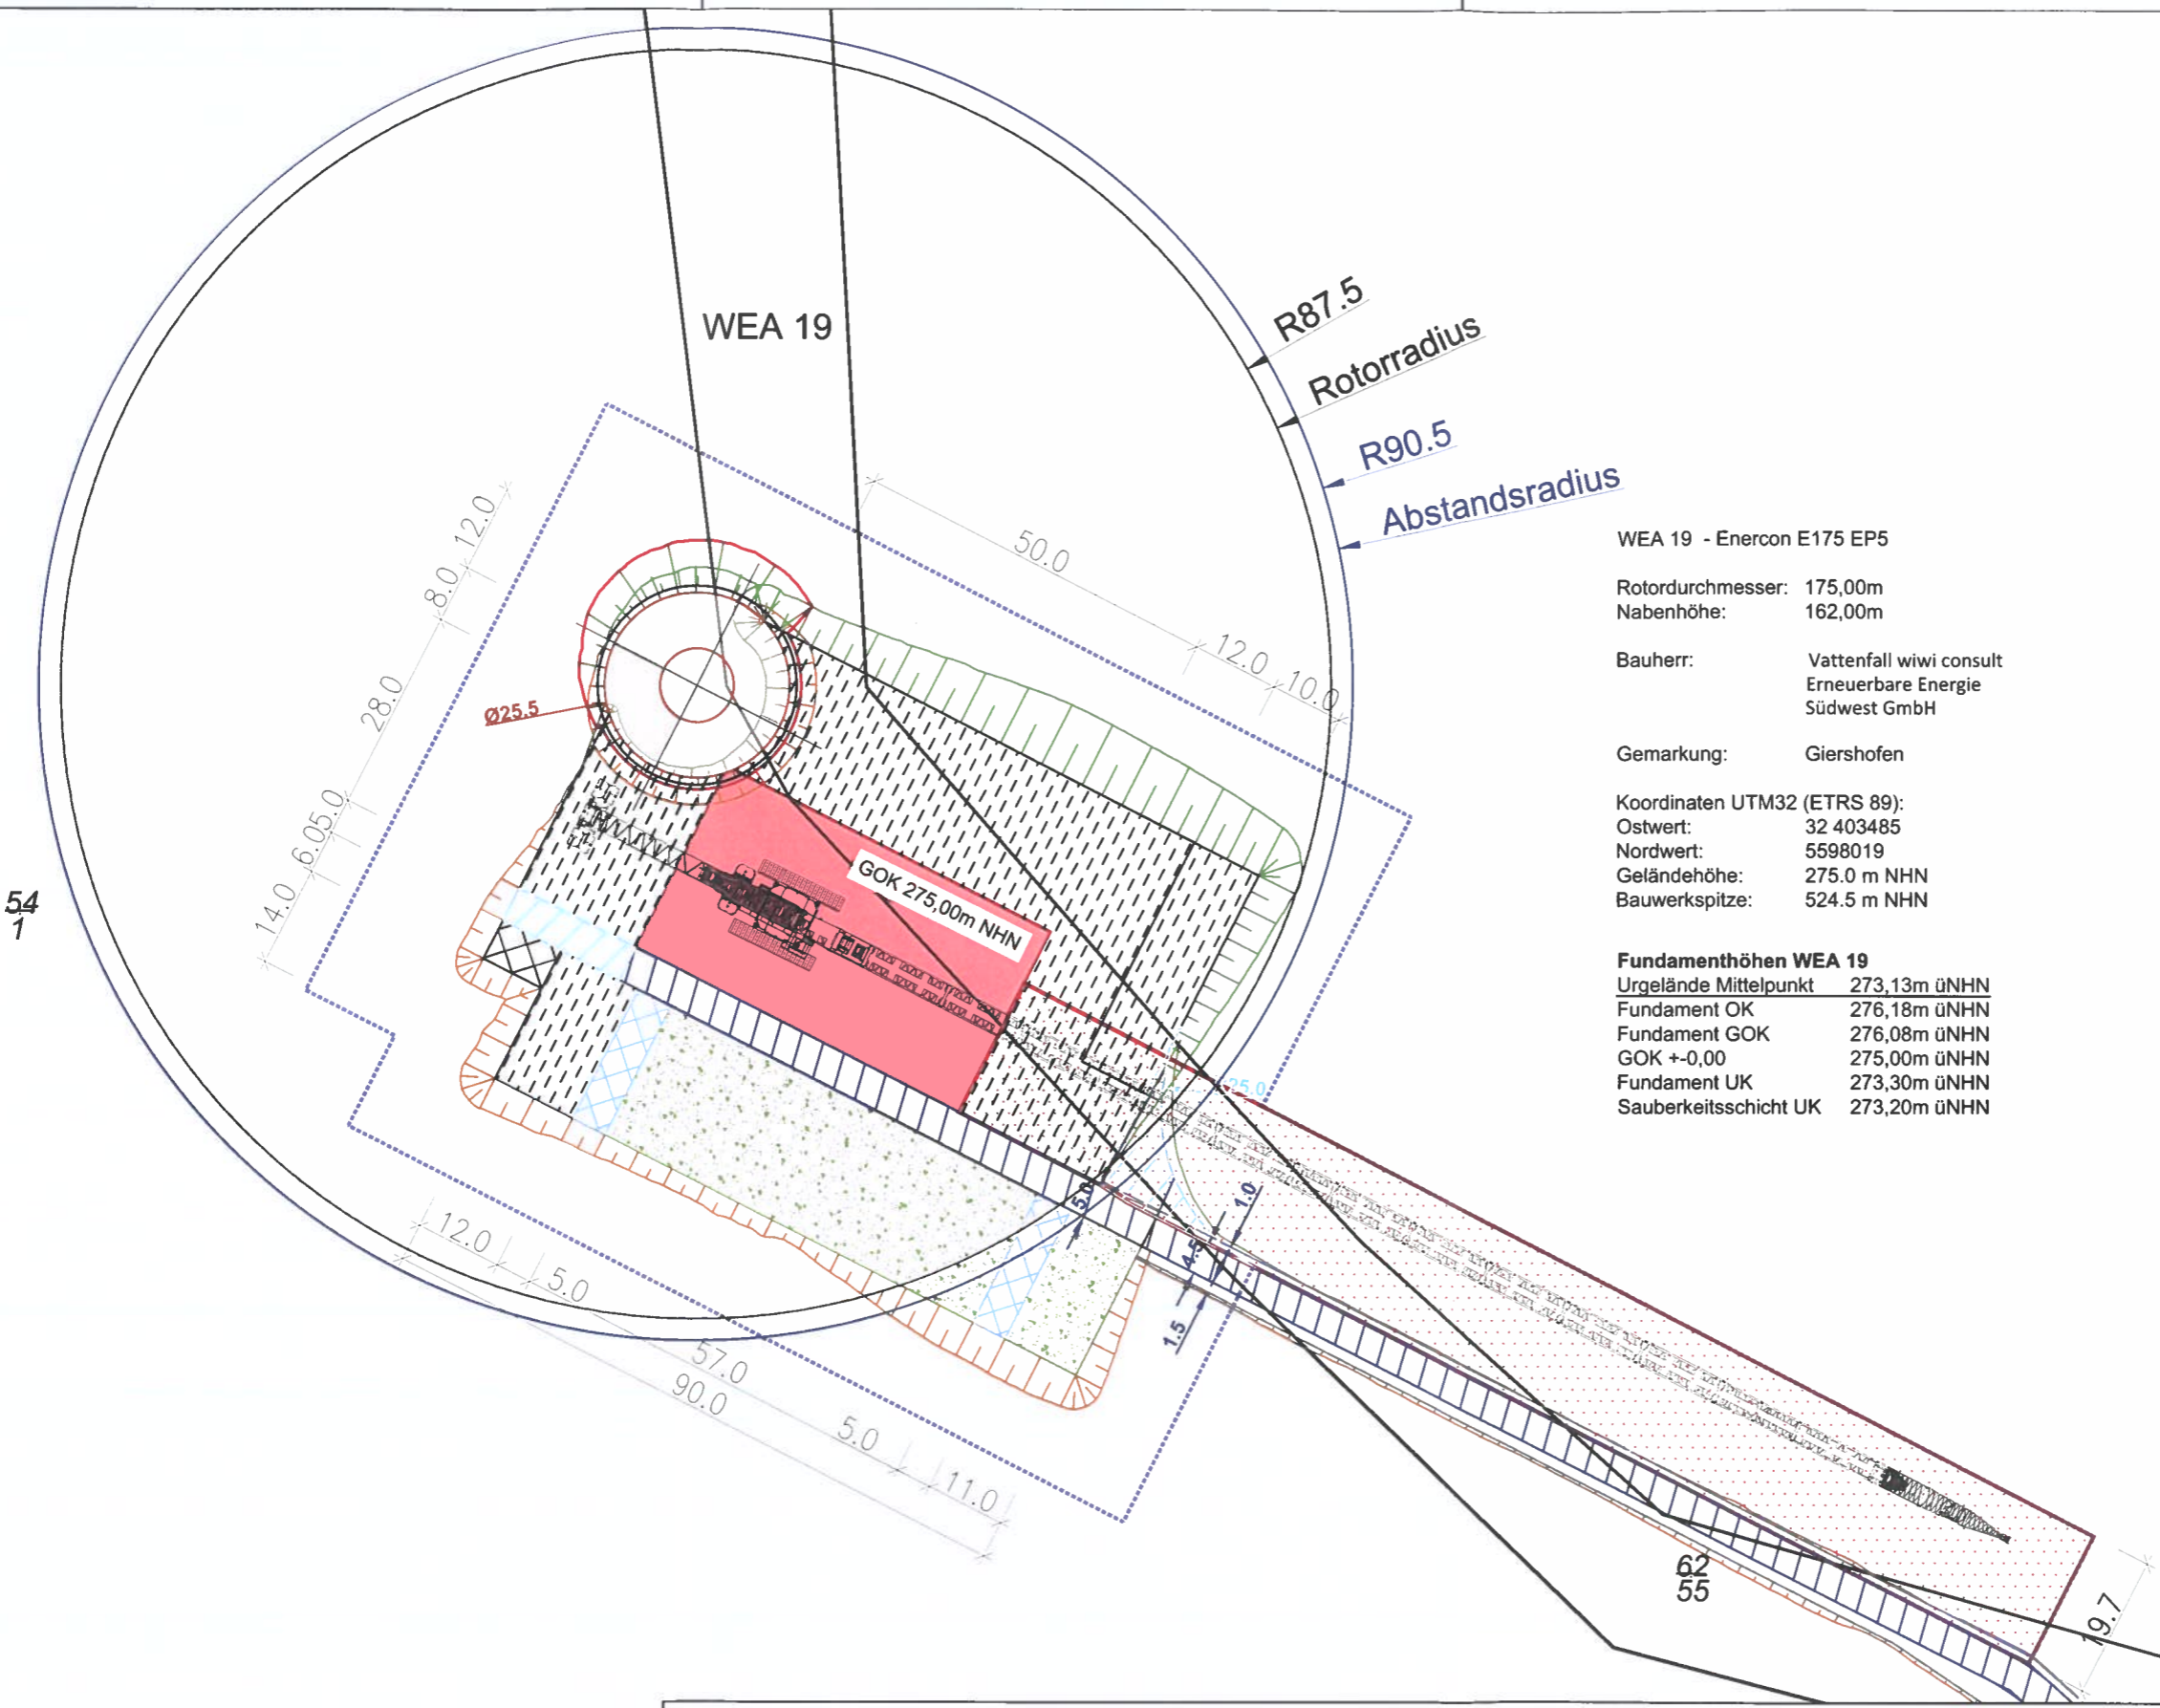 WEA 19
R87.5
Rotorradius
R90.5
Abstandsradius
50.0
12.0
10.0
12.0
8.0
28.0
5.0
6.0
14.0
Ø25.5
GOK 275,00m NHN
54
1
25.0
5.0
1.0
4.5
1.5
12.0
5.0
57.0
90.0
5.0
11.0
62
55
19.7
WEA 19 - Enercon E175 EP5
Rotordurchmesser: 175,00m
Nabenhöhe: 162,00m
Bauherr: Vattenfall wiwi consult
Erneuerbare Energie
Südwest GmbH
Gemarkung: Giershofen
Koordinaten UTM32 (ETRS 89):
Ostwert: 32 403485
Nordwert: 5598019
Geländehöhe: 275.0 m NHN
Bauwerkspitze: 524.5 m NHN
Fundamenthöhen WEA 19
Urgelände Mittelpunkt 273,13m üNHN
Fundament OK 276,18m üNHN
Fundament GOK 276,08m üNHN
GOK +-0,00 275,00m üNHN
Fundament UK 273,30m üNHN
Sauberkeitsschicht UK 273,20m üNHN